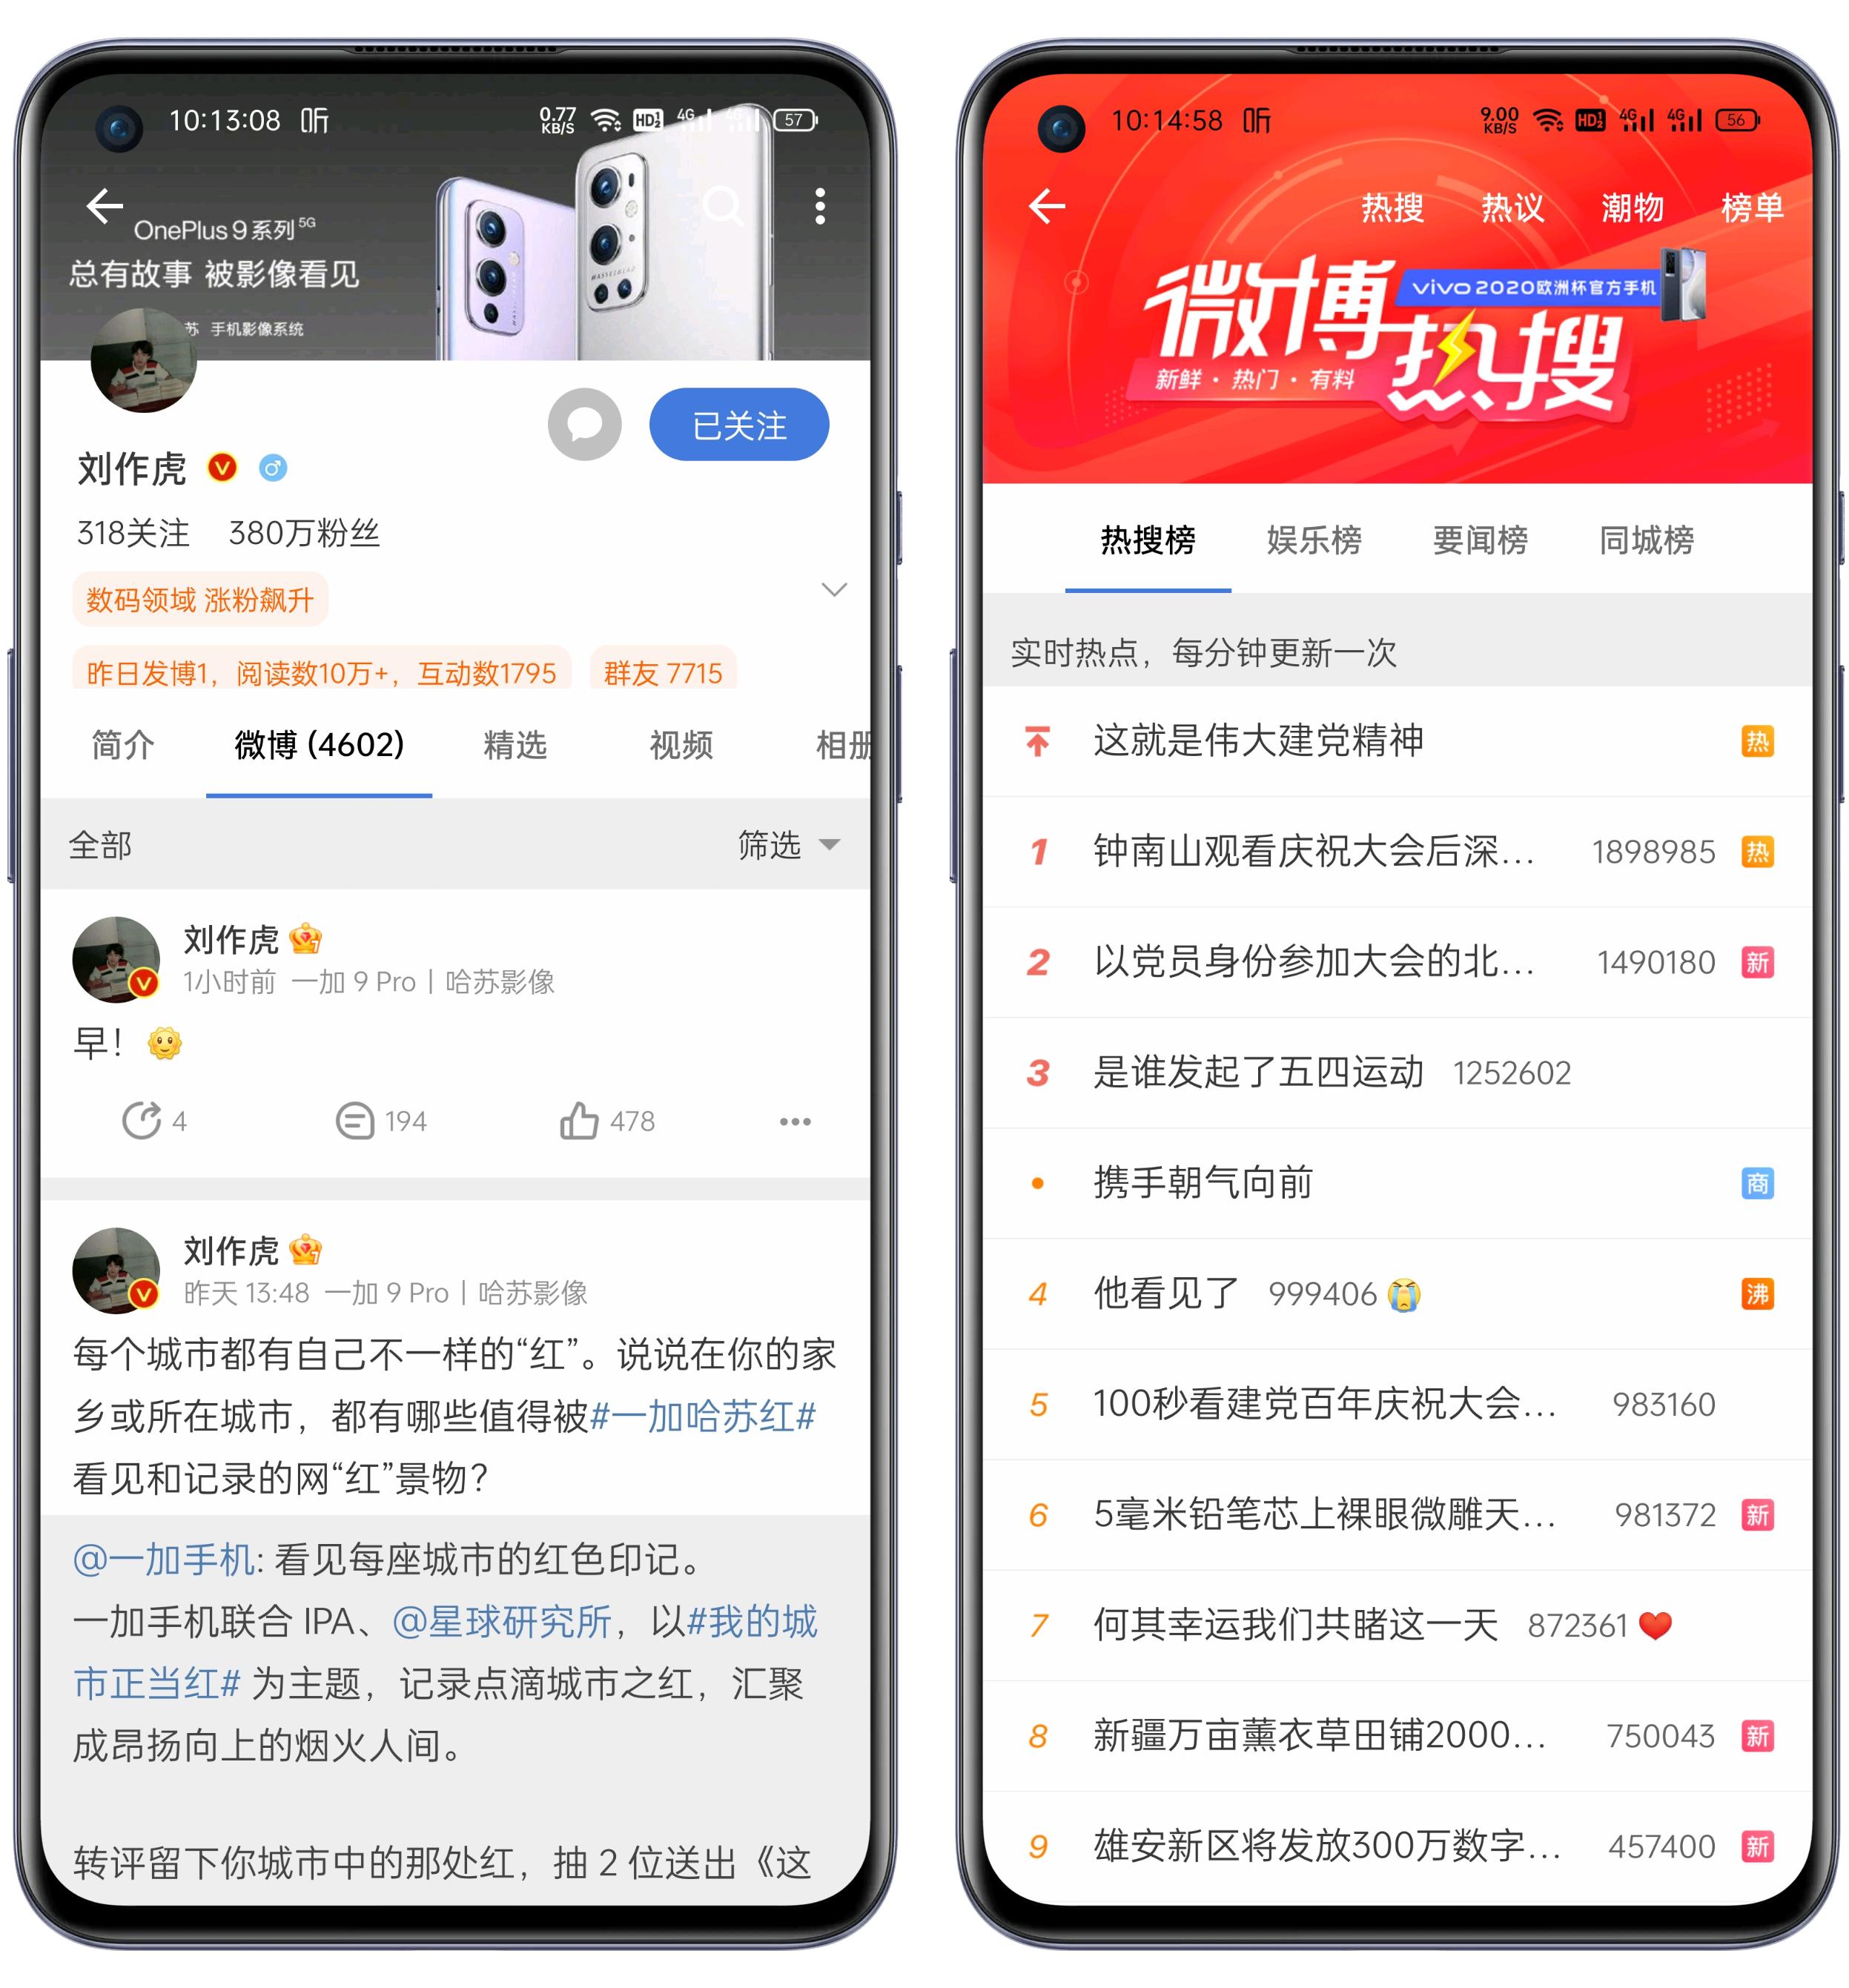 10:13:08 听 0.77 KB/S HD 4G 57
OnePlus 9 系列 5G
总有故事 被影像看见
苏 手机影像系统
HASSELBLAD
已关注
刘作虎
318关注 380万粉丝
数码领域 涨粉飙升
昨日发博1，阅读数10万+，互动数1795 群友 7715
简介 微博 (4602) 精选 视频 相册
全部 筛选
刘作虎
1小时前 一加 9 Pro | 哈苏影像
早！
4 194 478
刘作虎
昨天 13:48 一加 9 Pro | 哈苏影像
每个城市都有自己不一样的“红”。说说在你的家
乡或所在城市，都有哪些值得被#一加哈苏红#
看见和记录的网“红”景物？
@一加手机: 看见每座城市的红色印记。
一加手机联合 IPA、@星球研究所，以#我的城
市正当红# 为主题，记录点滴城市之红，汇聚
成昂扬向上的烟火人间。
转评留下你城市中的那处红，抽 2 位送出《这
10:14:58 听 9.00 KB/S HD 4G 4G 56
热搜 热议 潮物 榜单
vivo 2020欧洲杯官方手机
微博热搜
新鲜·热门·有料
热搜榜 娱乐榜 要闻榜 同城榜
实时热点，每分钟更新一次
这就是伟大建党精神 热
1 钟南山观看庆祝大会后深... 1898985 热
2 以党员身份参加大会的北... 1490180 新
3 是谁发起了五四运动 1252602
携手朝气向前 商
4 他看见了 999406 沸
5 100秒看建党百年庆祝大会... 983160
6 5毫米铅笔芯上裸眼微雕天... 981372 新
7 何其幸运我们共睹这一天 872361
8 新疆万亩薰衣草田铺2000... 750043 新
9 雄安新区将发放300万数字... 457400 新